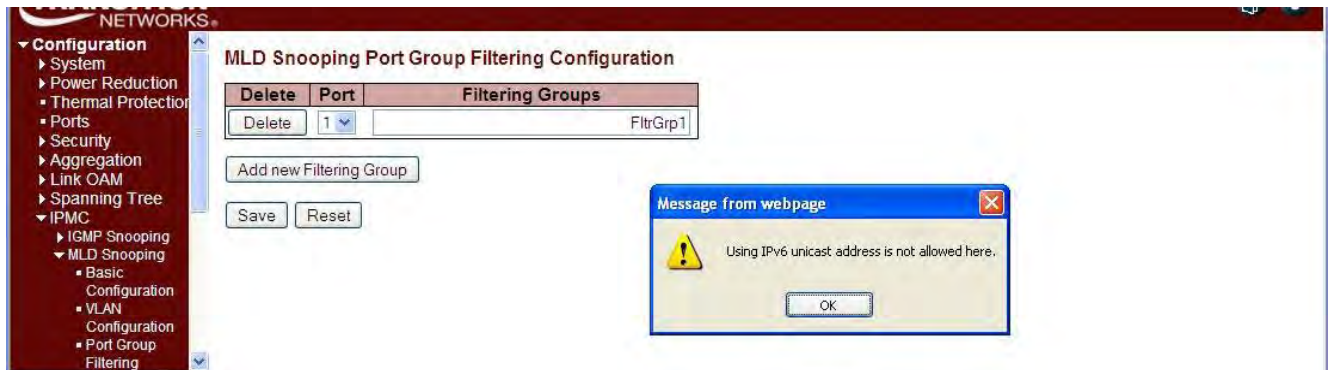 NETWORKS®
Configuration
System
Power Reduction
Thermal Protection
Ports
Security
Aggregation
Link OAM
Spanning Tree
IPMC
IGMP Snooping
MLD Snooping
Basic
Configuration
VLAN
Configuration
Port Group
Filtering
MLD Snooping Port Group Filtering Configuration
Delete Port Filtering Groups
Delete 1 FltrGrp1
Add new Filtering Group
Save Reset
Message from webpage
Using IPv6 unicast address is not allowed here.
OK